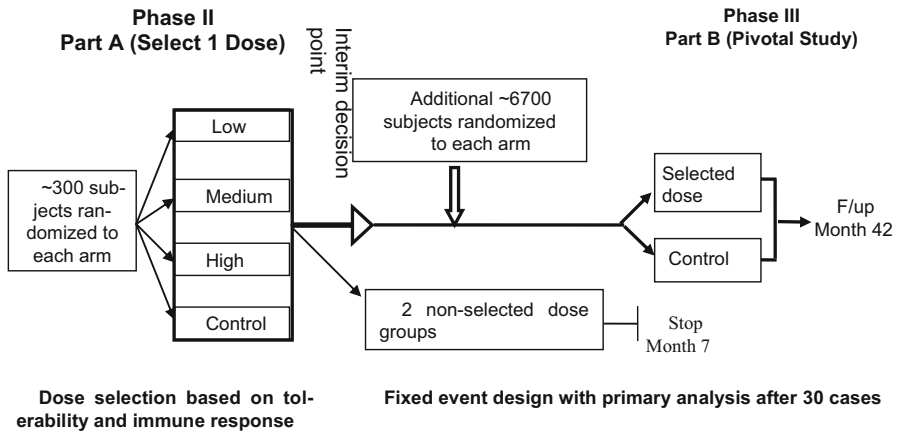 Phase II
Part A (Select 1 Dose)
Interim decision
point
Phase III
Part B (Pivotal Study)
Additional ~6700
subjects randomized
to each arm
~300 sub-
jects ran-
domized to
each arm
Low
Medium
High
Control
Selected
dose
Control
F/up
Month 42
2 non-selected dose
groups
Stop
Month 7
Dose selection based on tol-
erability and immune response
Fixed event design with primary analysis after 30 cases